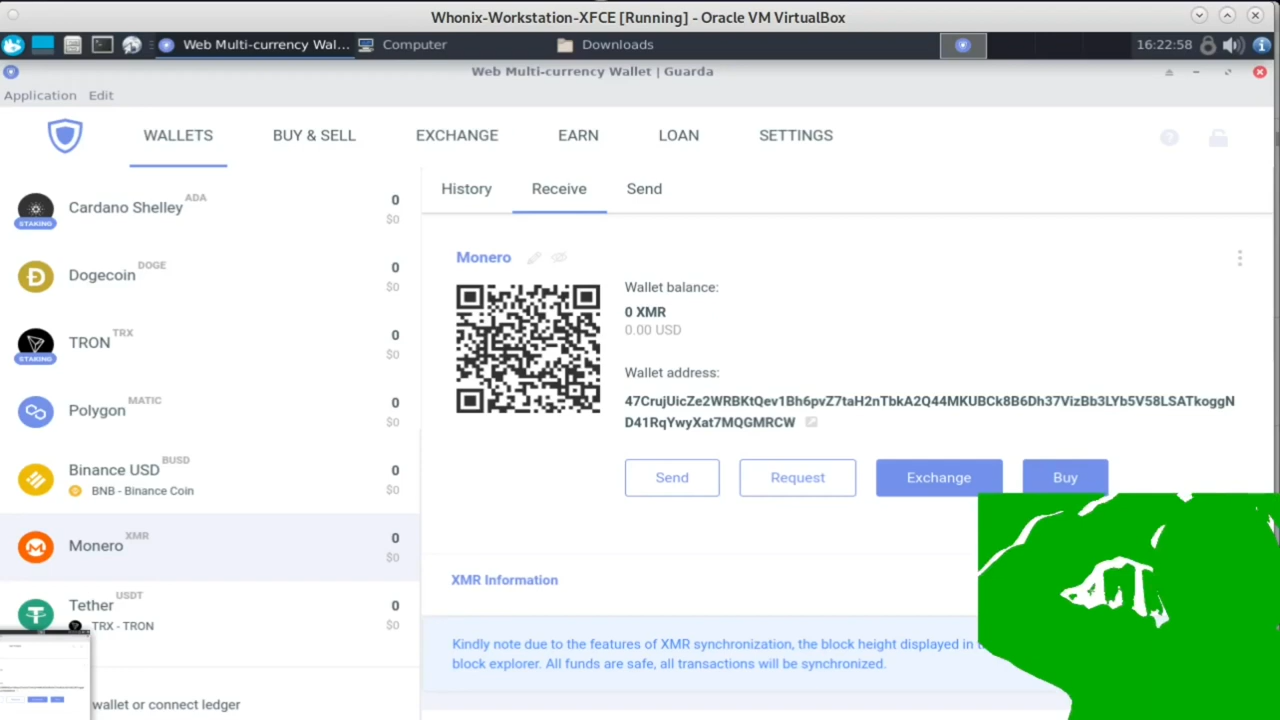 Whonix-Workstation-XFCE [Running] - Oracle VM VirtualBox
Web Multi-currency Wal...
Computer
Downloads
16:22:58
Web Multi-currency Wallet | Guarda
Application Edit
WALLETS
BUY & SELL
EXCHANGE
EARN
LOAN
SETTINGS
Cardano Shelley ADA
STAKING
0
$0
Dogecoin DOGE
0
$0
TRON TRX
STAKING
0
$0
Polygon MATIC
0
$0
Binance USD BUSD
BNB - Binance Coin
0
$0
Monero XMR
0
$0
Tether USDT
TRX - TRON
0
$0
wallet or connect ledger
History
Receive
Send
Monero
Wallet balance:
0 XMR
0.00 USD
Wallet address:
47CrujUicZe2WRBKtQev1Bh6pvZ7taH2nTbkA2Q44MKUBCk8B6Dh37VizBb3LYb5V58LSATkoggN
D41RqYwyXat7MQGMRCW
Send
Request
Exchange
Buy
XMR Information
Kindly note due to the features of XMR synchronization, the block height displayed in
block explorer. All funds are safe, all transactions will be synchronized.